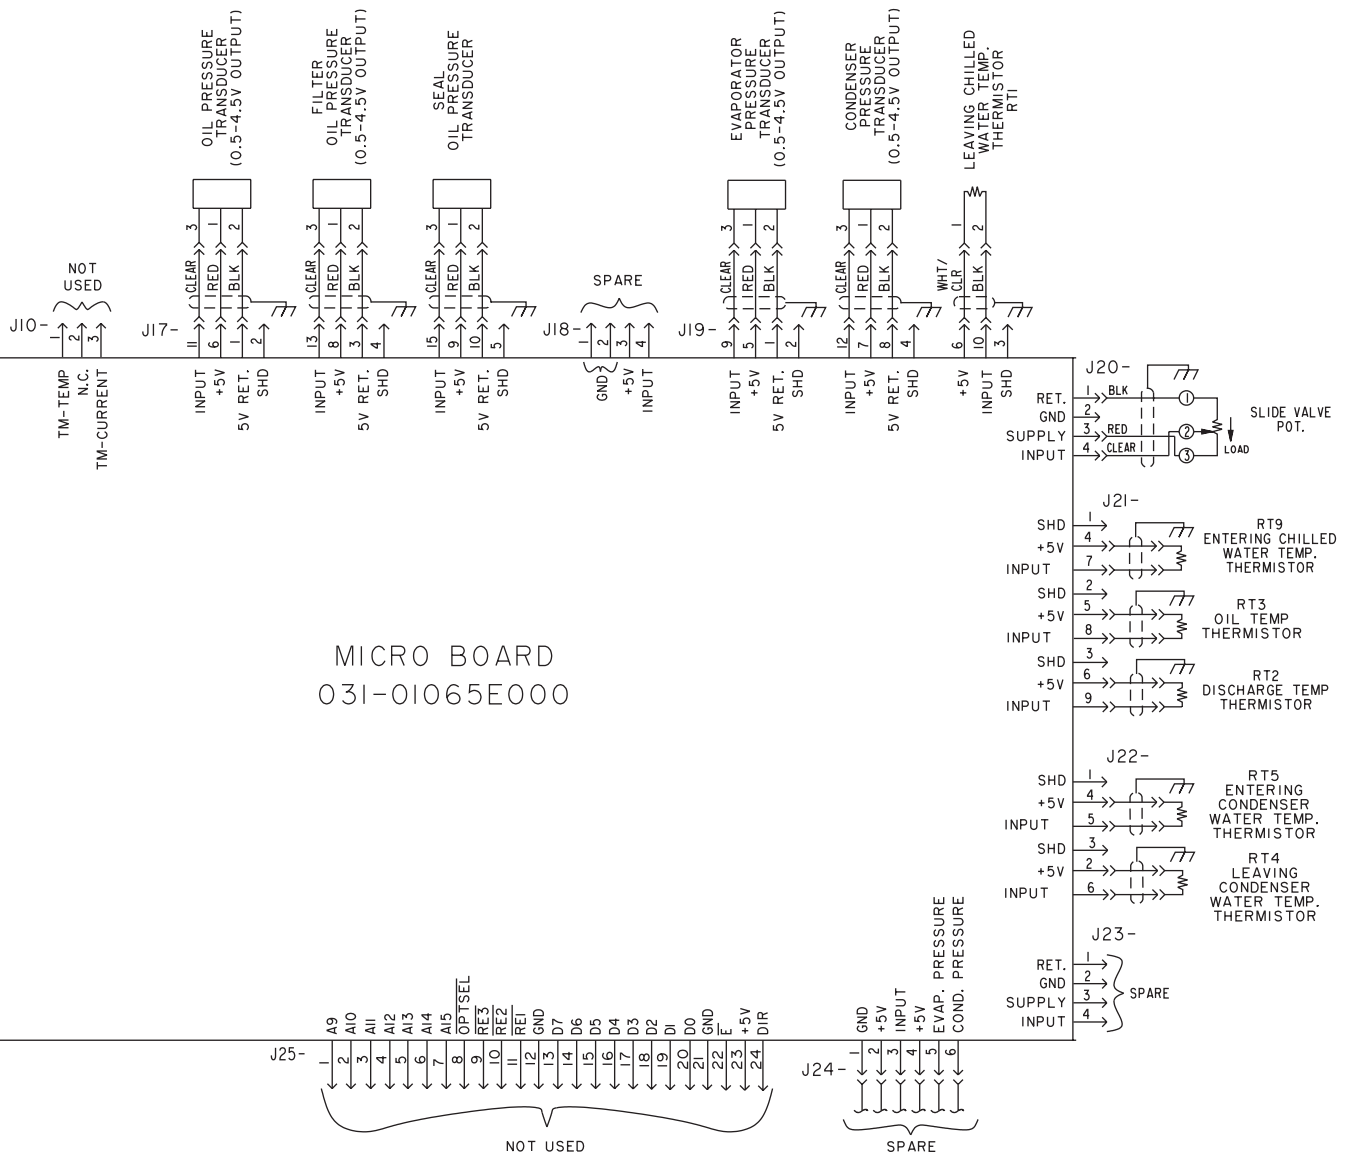 OIL PRESSURE
TRANSDUCER
(0.5-4.5V OUTPUT)
FILTER
OIL PRESSURE
TRANSDUCER
(0.5-4.5V OUTPUT)
SEAL
OIL PRESSURE
TRANSDUCER
EVAPORATOR
PRESSURE
TRANSDUCER
(0.5-4.5V OUTPUT)
CONDENSER
PRESSURE
TRANSDUCER
(0.5-4.5V OUTPUT)
LEAVING CHILLED
WATER TEMP.
THERMISTOR
RT1
3 1 2
3 1 2
3 1 2
3 1 2
3 1 2
1 2
CLEAR RED BLK
CLEAR RED BLK
CLEAR RED BLK
CLEAR RED BLK
CLEAR RED BLK
WHT/
CLR BLK
NOT
USED
SPARE
J10-
1 2 3
J17-
11 6 1 2
13 8 3 4
15 9 10 5
J18-
1 2 3 4
J19-
9 5 1 2
12 7 8 4
6 10 3
TM-TEMP
N.C.
TM-CURRENT
INPUT
+5V
5V RET.
SHD
INPUT
+5V
5V RET.
SHD
INPUT
+5V
5V RET.
SHD
GND
+5V
INPUT
INPUT
+5V
5V RET.
SHD
INPUT
+5V
5V RET.
SHD
+5V
INPUT
SHD
J20-
RET. 1 BLK 1
GND 2
SUPPLY 3 RED 2
INPUT 4 CLEAR 3
LOAD
SLIDE VALVE
POT.
J21-
SHD 1
+5V 4
INPUT 7
RT9
ENTERING CHILLED
WATER TEMP.
THERMISTOR
SHD 2
+5V 5
INPUT 8
RT3
OIL TEMP
THERMISTOR
SHD 3
+5V 6
INPUT 9
RT2
DISCHARGE TEMP
THERMISTOR
MICRO BOARD
031-01065E000
J22-
SHD 1
+5V 4
INPUT 5
RT5
ENTERING
CONDENSER
WATER TEMP.
THERMISTOR
SHD 3
+5V 2
INPUT 6
RT4
LEAVING
CONDENSER
WATER TEMP.
THERMISTOR
J23-
RET. 1
GND 2
SUPPLY 3
INPUT 4
SPARE
A9
A10
A11
A12
A13
A14
A15
OPTSEL
RE3
RE2
RE1
GND
D7
D6
D5
D4
D3
D2
D1
D0
GND
E
+5V
DIR
J25-
1 2 3 4 5 6 7 8 9 10 11 12 13 14 15 16 17 18 19 20 21 22 23 24
NOT USED
GND
+5V
INPUT
+5V
EVAP. PRESSURE
COND. PRESSURE
J24-
1 2 3 4 5 6
SPARE